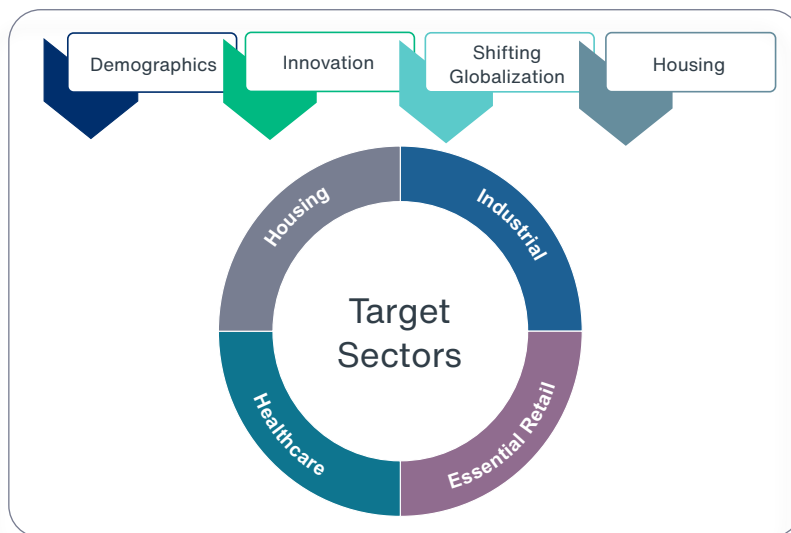 Demographics
Innovation
Shifting
Globalization
Housing
Housing
Industrial
Target
Sectors
Healthcare
Essential Retail